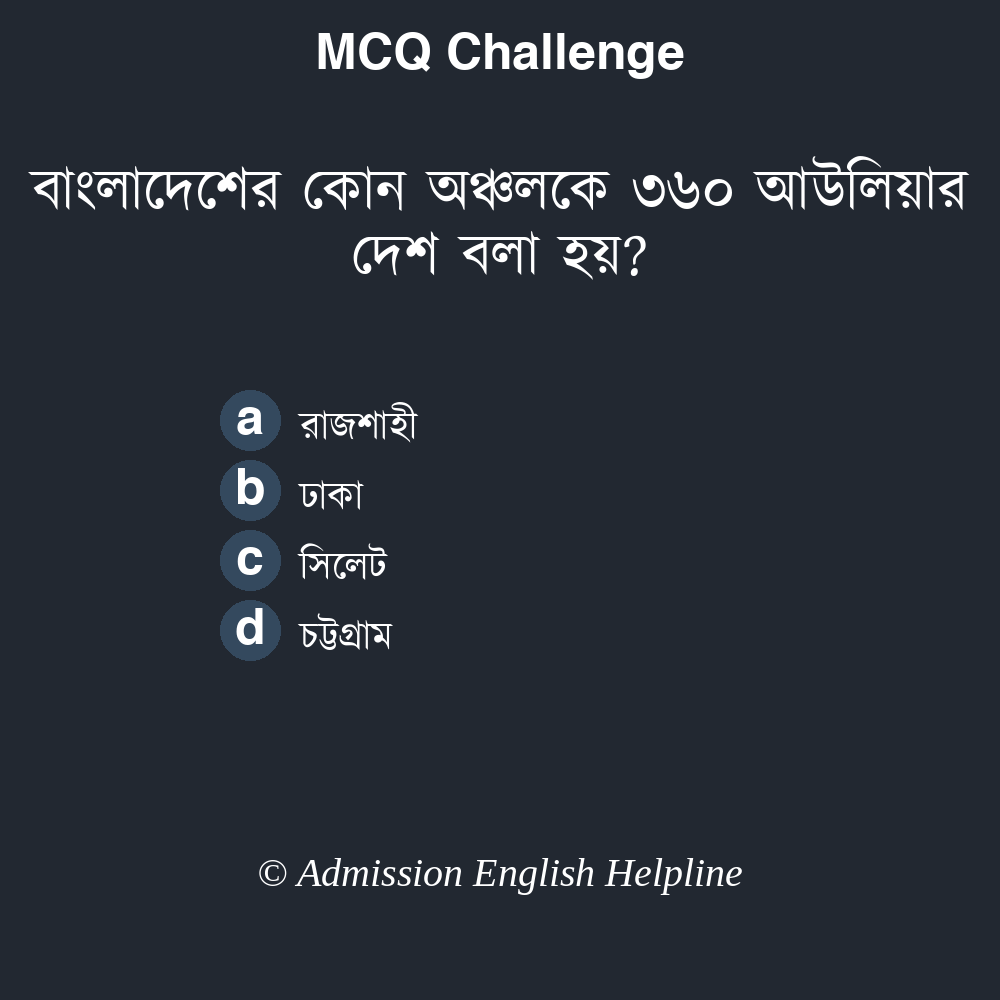 MCQ Challenge
বাংলাদেশের কোন অঞ্চলকে ৩৬০ আউলিয়ার
দেশ বলা হয়?
a রাজশাহী
b ঢাকা
c সিলেট
d চট্টগ্রাম
© Admission English Helpline